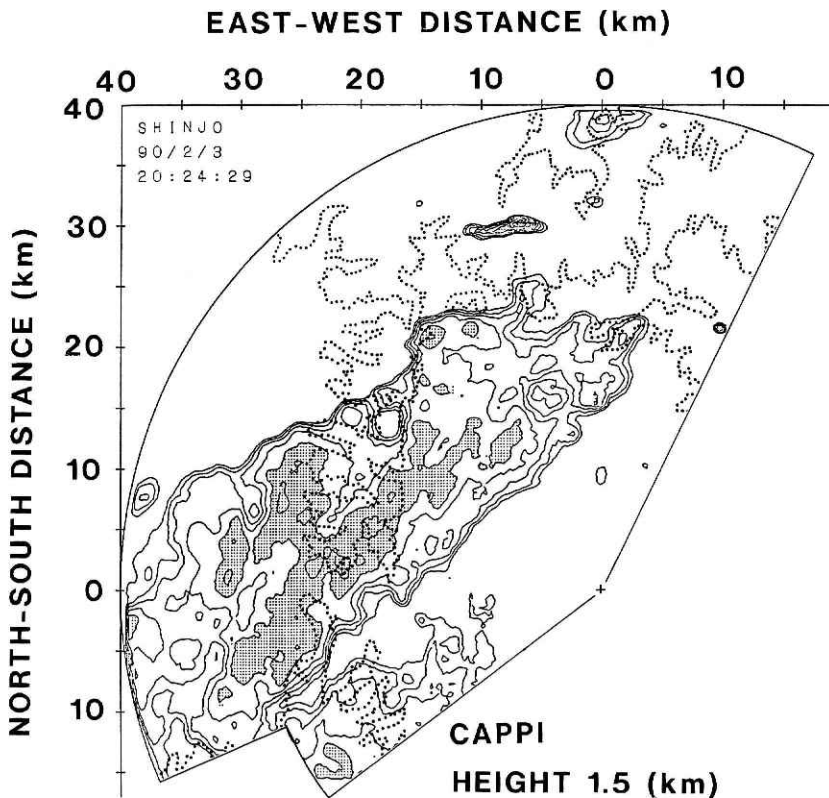 EAST-WEST DISTANCE (km)
40 30 20 10 0 10
SHINJO
90/2/3
20:24:29
NORTH-SOUTH DISTANCE (km)
40
30
20
10
0
10
CAPPI
HEIGHT 1.5 (km)